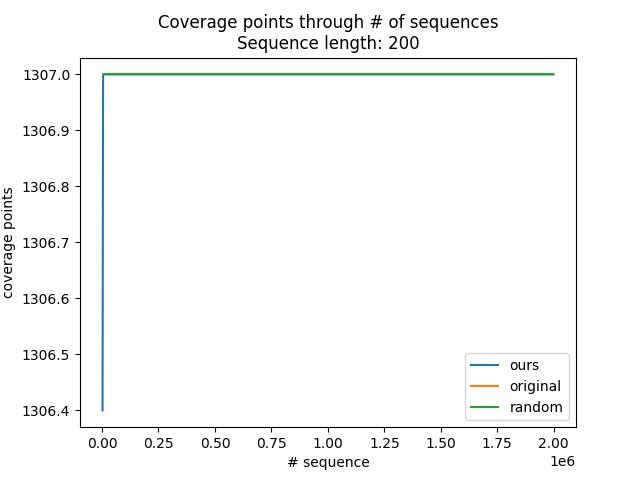 Coverage points through # of sequences
Sequence length: 200
1307.0
1306.9
1306.8
1306.7
1306.6
1306.5
1306.4
coverage points
ours
original
random
0.00 0.25 0.50 0.75 1.00 1.25 1.50 1.75 2.00
1e6
# sequence